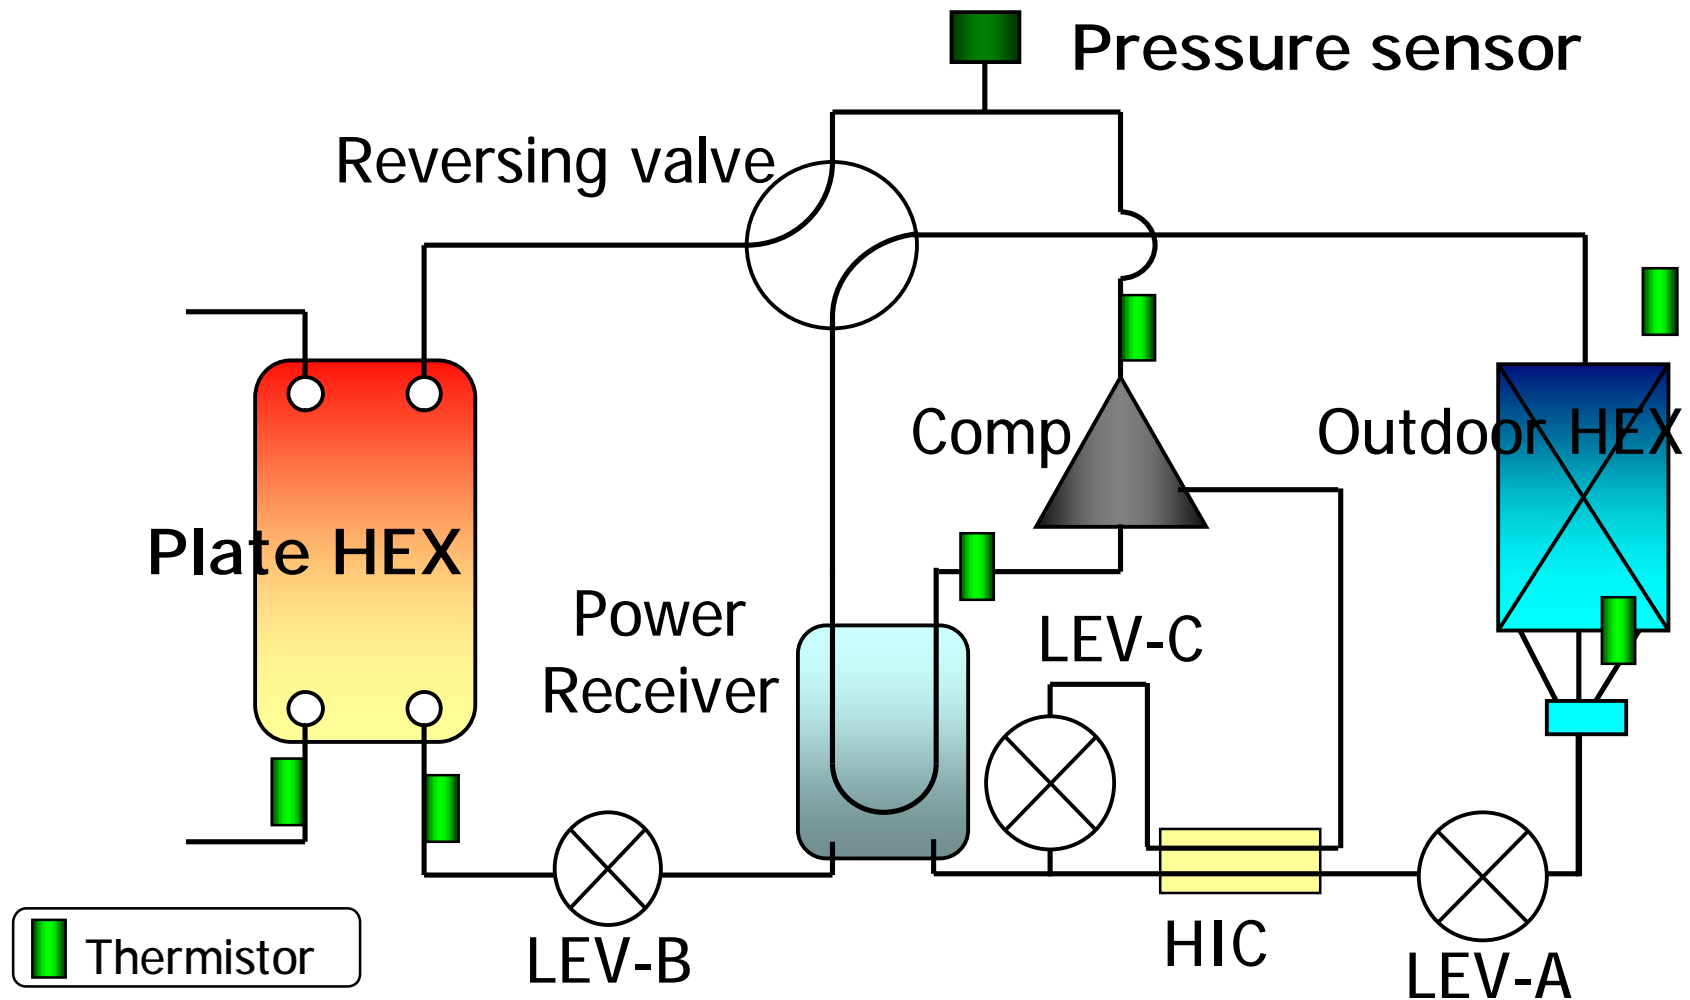 Pressure sensor
Reversing valve
Comp
Outdoor HEX
Plate HEX
Power
Receiver
LEV-C
HIC
LEV-B
LEV-A
Thermistor